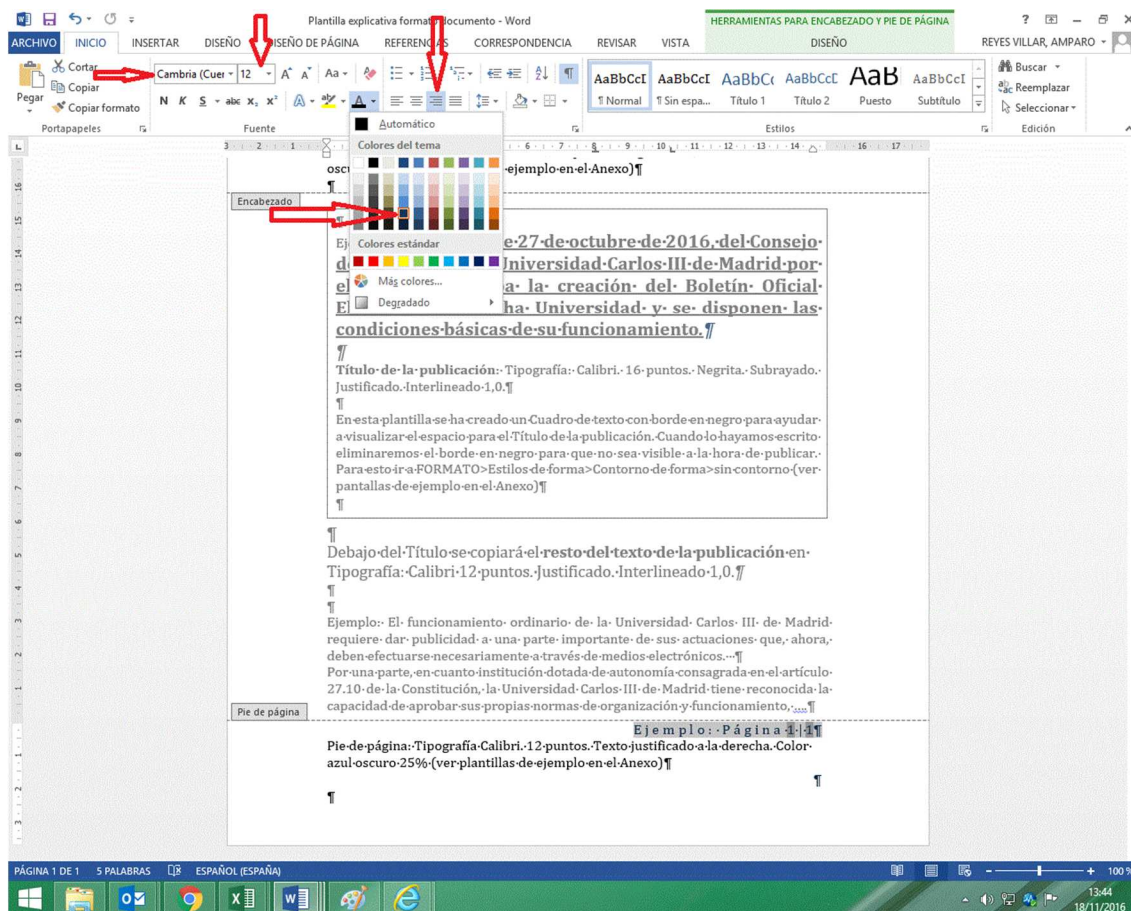 Plantilla explicativa formato documento - Word
HERRAMIENTAS PARA ENCABEZADO Y PIE DE PÁGINA
ARCHIVO INICIO INSERTAR DISEÑO DISEÑO DE PÁGINA REFERENCIAS CORRESPONDENCIA REVISAR VISTA DISEÑO REYES VILLAR, AMPARO
Pegar
Cortar
Copiar
Copiar formato
Portapapeles
Cambria (Cuer 12
N K S abc x₂ x²
Fuente
AaBbCcI AaBbCcI AaBbCc AaBbCcC AaB AaBbCcI
¶ Normal ¶ Sin espa... Título 1 Título 2 Puesto Subtítulo
Estilos
Buscar
Reemplazar
Seleccionar
Edición
Automático
Colores del tema
Colores estándar
Más colores...
Degradado
ejemplo en el Anexo)¶
Encabezado
e 27 de octubre de 2016, del Consejo
Universidad Carlos III de Madrid por
la creación del Boletín Oficial
ha Universidad y se disponen las
condiciones básicas de su funcionamiento.¶
¶
Título de la publicación: Tipografía: Calibri. 16 puntos. Negrita. Subrayado.
Justificado. Interlineado 1,0.¶
¶
En esta plantilla se ha creado un Cuadro de texto con borde en negro para ayudar
a visualizar el espacio para el Título de la publicación. Cuando lo hayamos escrito
eliminaremos el borde en negro para que no sea visible a la hora de publicar.
Para esto ir a FORMATO>Estilos de forma>Contorno de forma>sin contorno (ver
pantallas de ejemplo en el Anexo)¶
¶
¶
Debajo del Título se copiará el resto del texto de la publicación en
Tipografía: Calibri 12 puntos. Justificado. Interlineado 1,0.¶
¶
¶
Ejemplo: El funcionamiento ordinario de la Universidad Carlos III de Madrid
requiere dar publicidad a una parte importante de sus actuaciones que, ahora,
deben efectuarse necesariamente a través de medios electrónicos. ¶
Por una parte, en cuanto institución dotada de autonomía consagrada en el artículo
27.10 de la Constitución, la Universidad Carlos III de Madrid tiene reconocida la
capacidad de aprobar sus propias normas de organización y funcionamiento, ....¶
Pie de página
Ejemplo: Página 1 | 1¶
Pie de página: Tipografía Calibri. 12 puntos. Texto justificado a la derecha. Color
azul oscuro 25% (ver plantillas de ejemplo en el Anexo)¶
¶
¶
PÁGINA 1 DE 1 5 PALABRAS ESPAÑOL (ESPAÑA) 100 %
13:44
18/11/2016